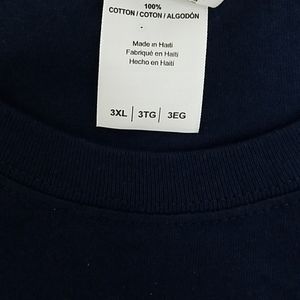 100%
COTTON / COTON / ALGODÓN
Made in Haiti
Fabriqué en Haïti
Hecho en Haití
3XL | 3TG | 3EG